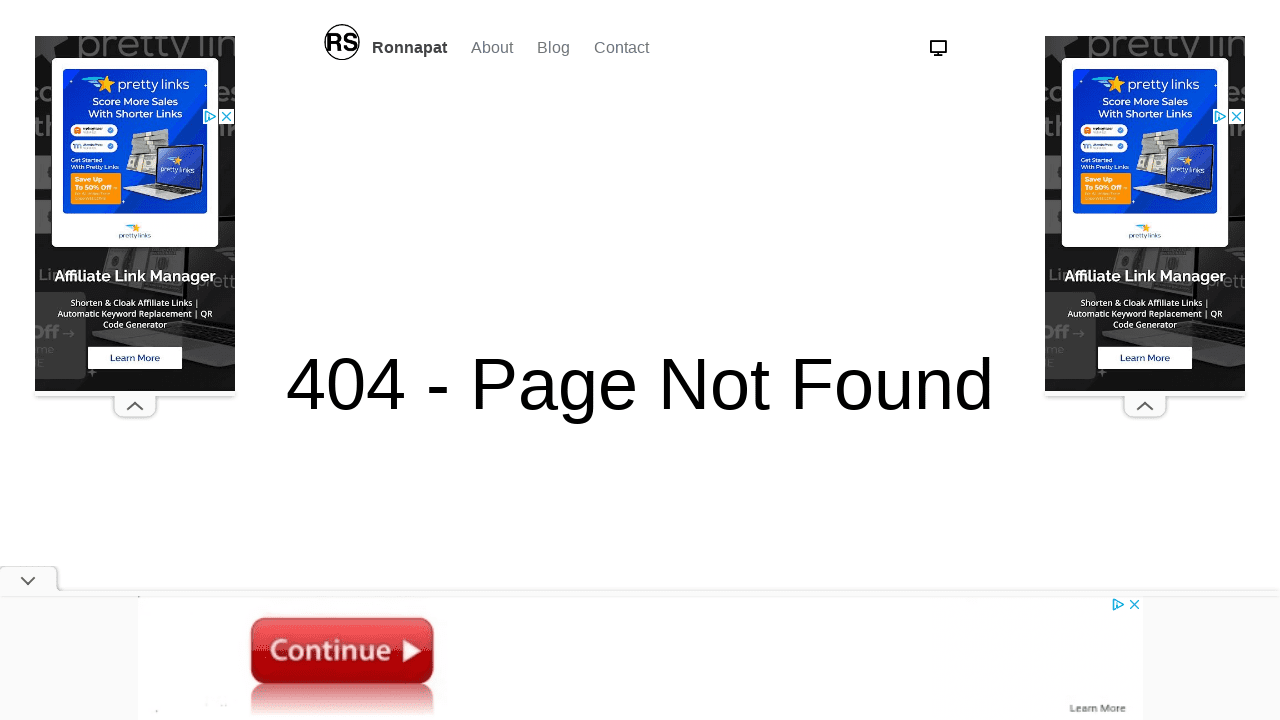 RS Ronnapat About Blog Contact
pretty links
Score More Sales
With Shorter Links
Get Started
With Pretty Links
Save Up
To 50% Off
pretty links
pretty links
Affiliate Link Manager
Shorten & Cloak Affiliate Links |
Automatic Keyword Replacement | QR
Code Generator
Learn More
404 - Page Not Found
pretty links
Score More Sales
With Shorter Links
Get Started
With Pretty Links
Save Up
To 50% Off
pretty links
pretty links
Affiliate Link Manager
Shorten & Cloak Affiliate Links |
Automatic Keyword Replacement | QR
Code Generator
Learn More
Continue
Learn More